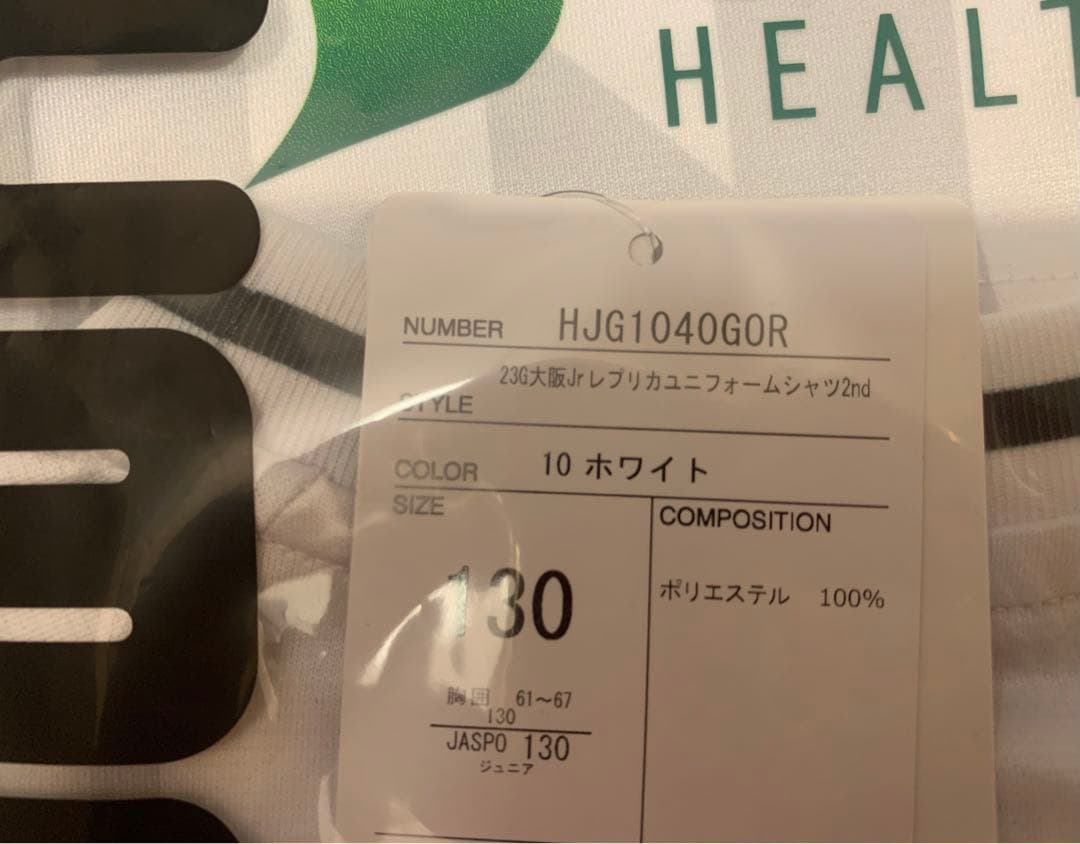 HEALT
NUMBER HJG1040G0R
23G大阪Jrレプリカユニフォームシャツ2nd
STYLE
COLOR 10 ホワイト
SIZE
COMPOSITION
130
ポリエステル 100%
胸囲 61~67
130
JASPO 130
ジュニア